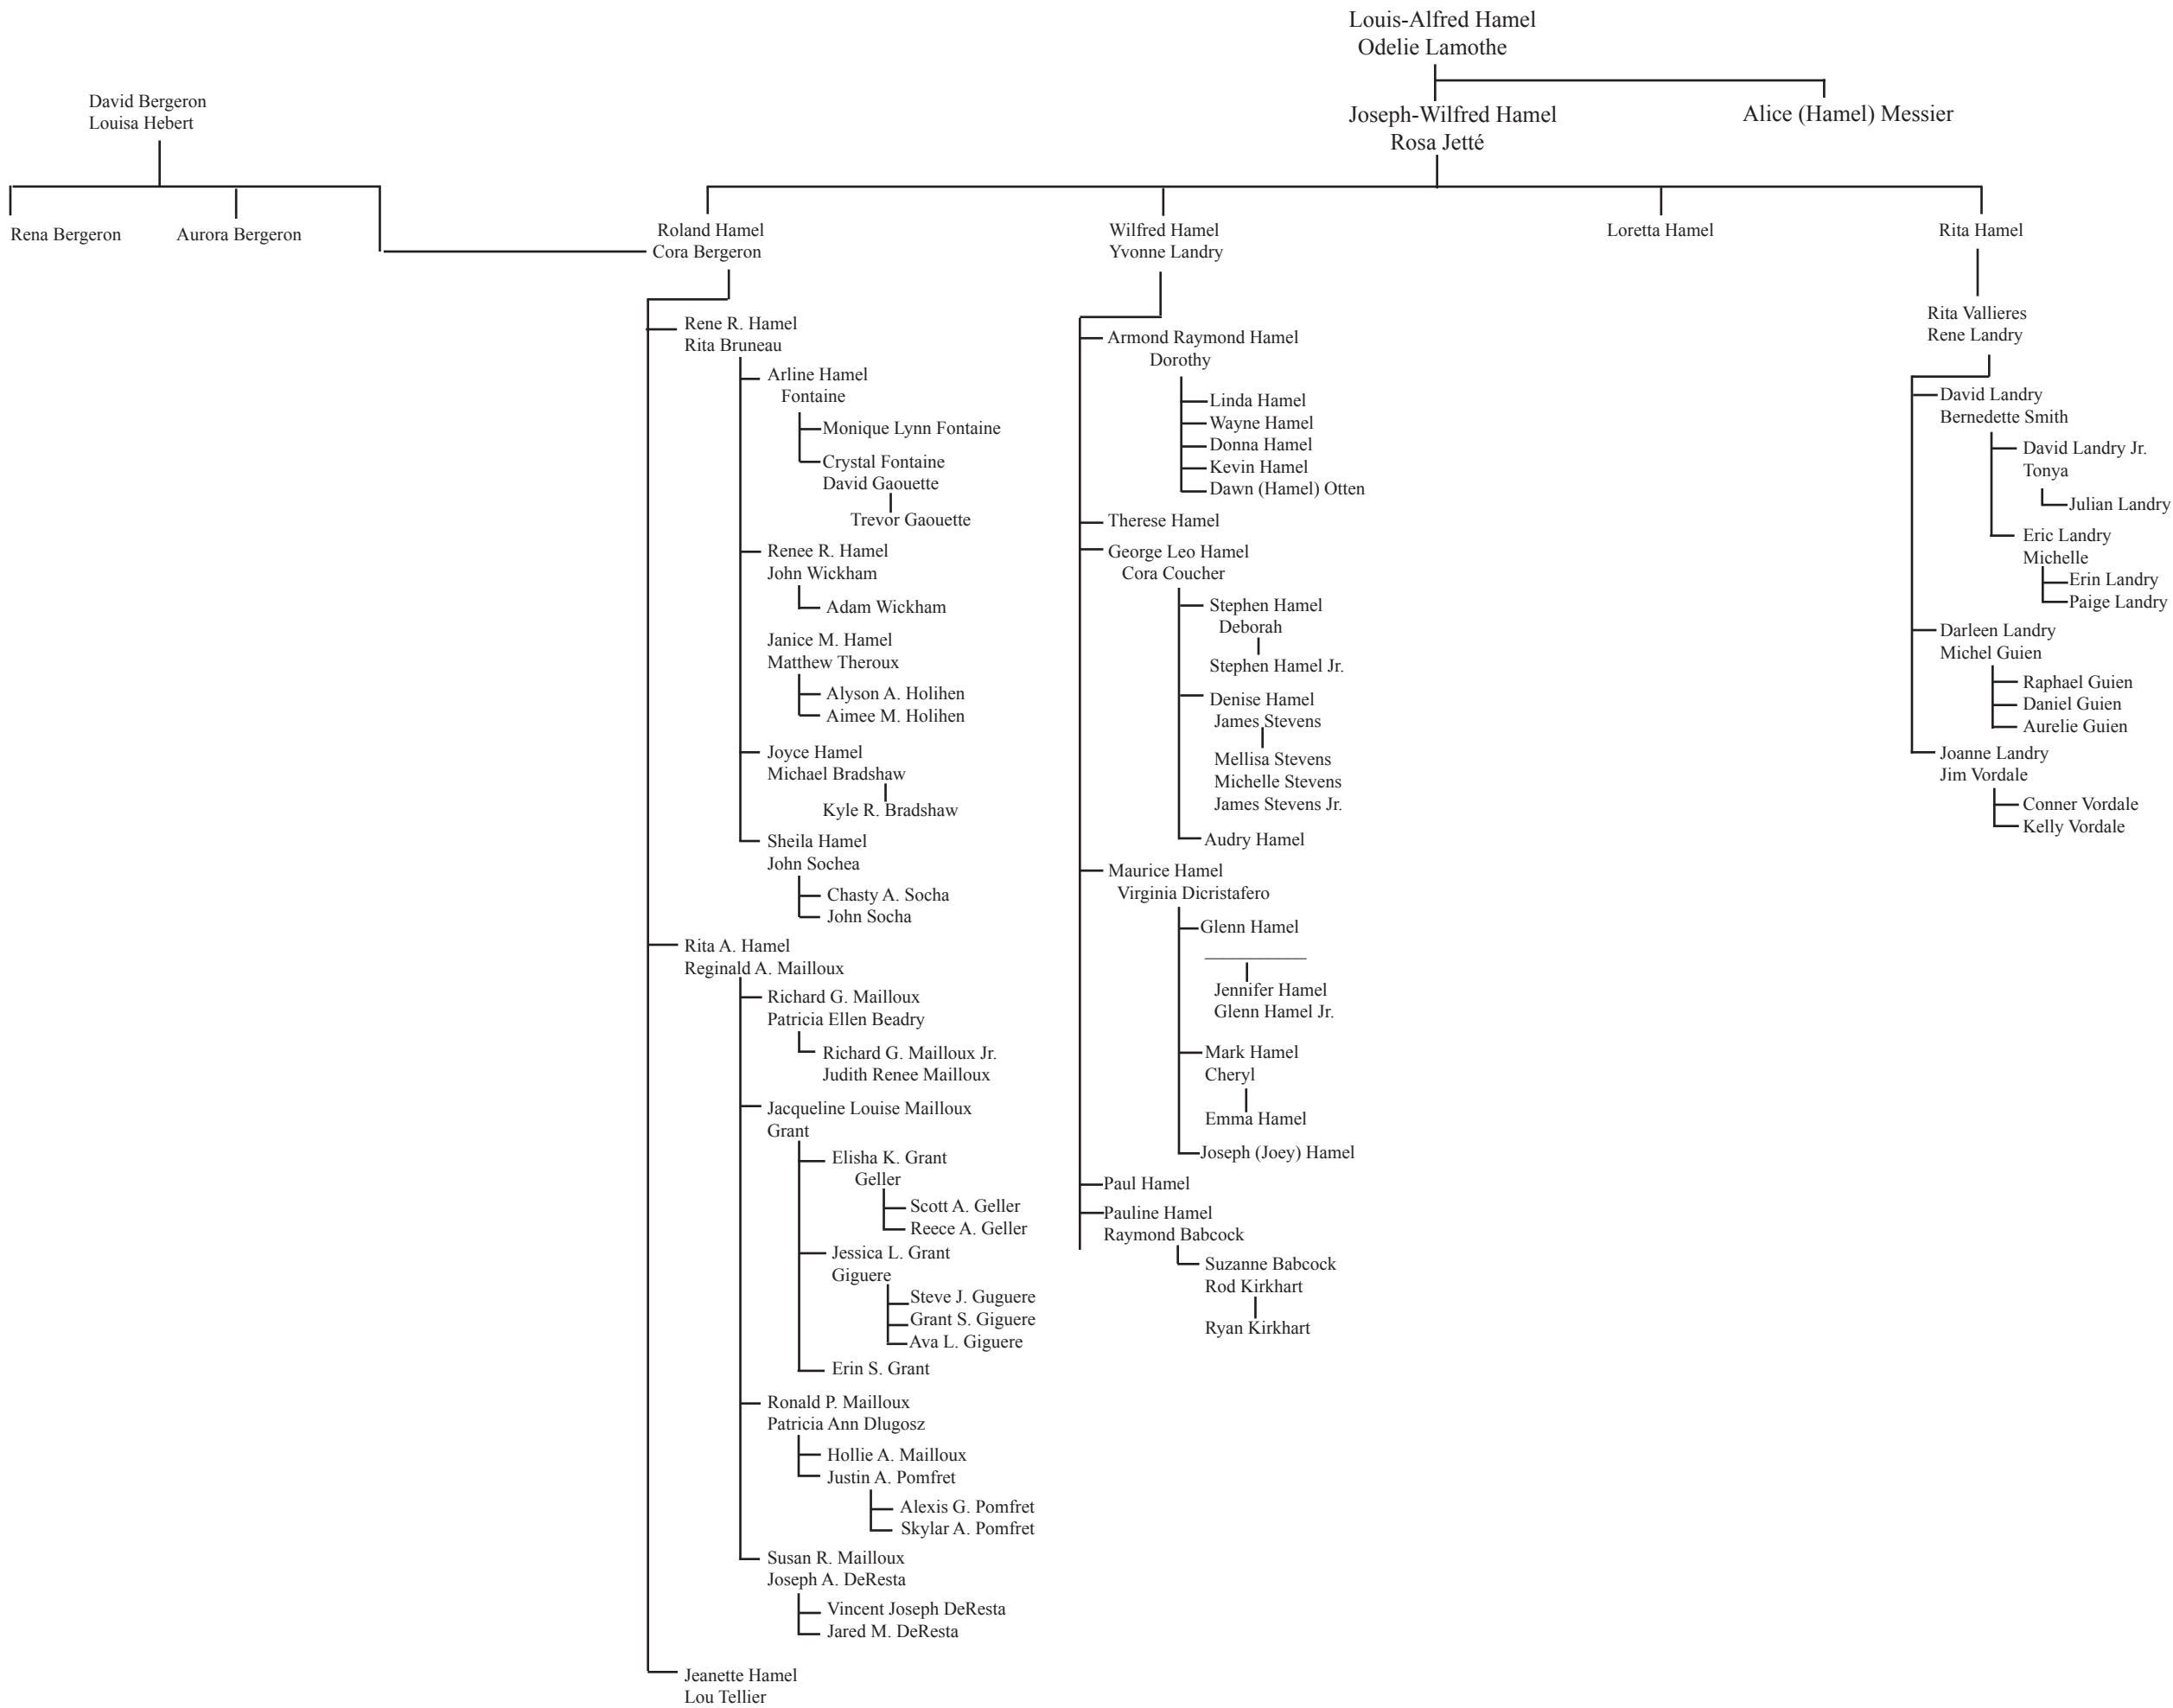 Louis-Alfred Hamel
Odelie Lamothe
Joseph-Wilfred Hamel
Rosa Jetté
Alice (Hamel) Messier
David Bergeron
Louisa Hebert
Rena Bergeron
Aurora Bergeron
Roland Hamel
Cora Bergeron
Rene R. Hamel
Rita Bruneau
Arline Hamel
Fontaine
Monique Lynn Fontaine
Crystal Fontaine
David Gaouette
Trevor Gaouette
Renee R. Hamel
John Wickham
Adam Wickham
Janice M. Hamel
Matthew Theroux
Alyson A. Holihen
Aimee M. Holihen
Joyce Hamel
Michael Bradshaw
Kyle R. Bradshaw
Sheila Hamel
John Sochea
Chasty A. Socha
John Socha
Rita A. Hamel
Reginald A. Mailloux
Richard G. Mailloux
Patricia Ellen Beadry
Richard G. Mailloux Jr.
Judith Renee Mailloux
Jacqueline Louise Mailloux
Grant
Elisha K. Grant
Geller
Scott A. Geller
Reece A. Geller
Jessica L. Grant
Giguere
Steve J. Guguere
Grant S. Giguere
Ava L. Giguere
Erin S. Grant
Ronald P. Mailloux
Patricia Ann Dlugosz
Hollie A. Mailloux
Justin A. Pomfret
Alexis G. Pomfret
Skylar A. Pomfret
Susan R. Mailloux
Joseph A. DeResta
Vincent Joseph DeResta
Jared M. DeResta
Jeanette Hamel
Lou Tellier
Wilfred Hamel
Yvonne Landry
Armond Raymond Hamel
Dorothy
Linda Hamel
Wayne Hamel
Donna Hamel
Kevin Hamel
Dawn (Hamel) Otten
Therese Hamel
George Leo Hamel
Cora Coucher
Stephen Hamel
Deborah
Stephen Hamel Jr.
Denise Hamel
James Stevens
Mellisa Stevens
Michelle Stevens
James Stevens Jr.
Audry Hamel
Maurice Hamel
Virginia Dicristafero
Glenn Hamel
___________
Jennifer Hamel
Glenn Hamel Jr.
Mark Hamel
Cheryl
Emma Hamel
Joseph (Joey) Hamel
Paul Hamel
Pauline Hamel
Raymond Babcock
Suzanne Babcock
Rod Kirkhart
Ryan Kirkhart
Loretta Hamel
Rita Hamel
Rita Vallieres
Rene Landry
David Landry
Bernedette Smith
David Landry Jr.
Tonya
Julian Landry
Eric Landry
Michelle
Erin Landry
Paige Landry
Darleen Landry
Michel Guien
Raphael Guien
Daniel Guien
Aurelie Guien
Joanne Landry
Jim Vordale
Conner Vordale
Kelly Vordale